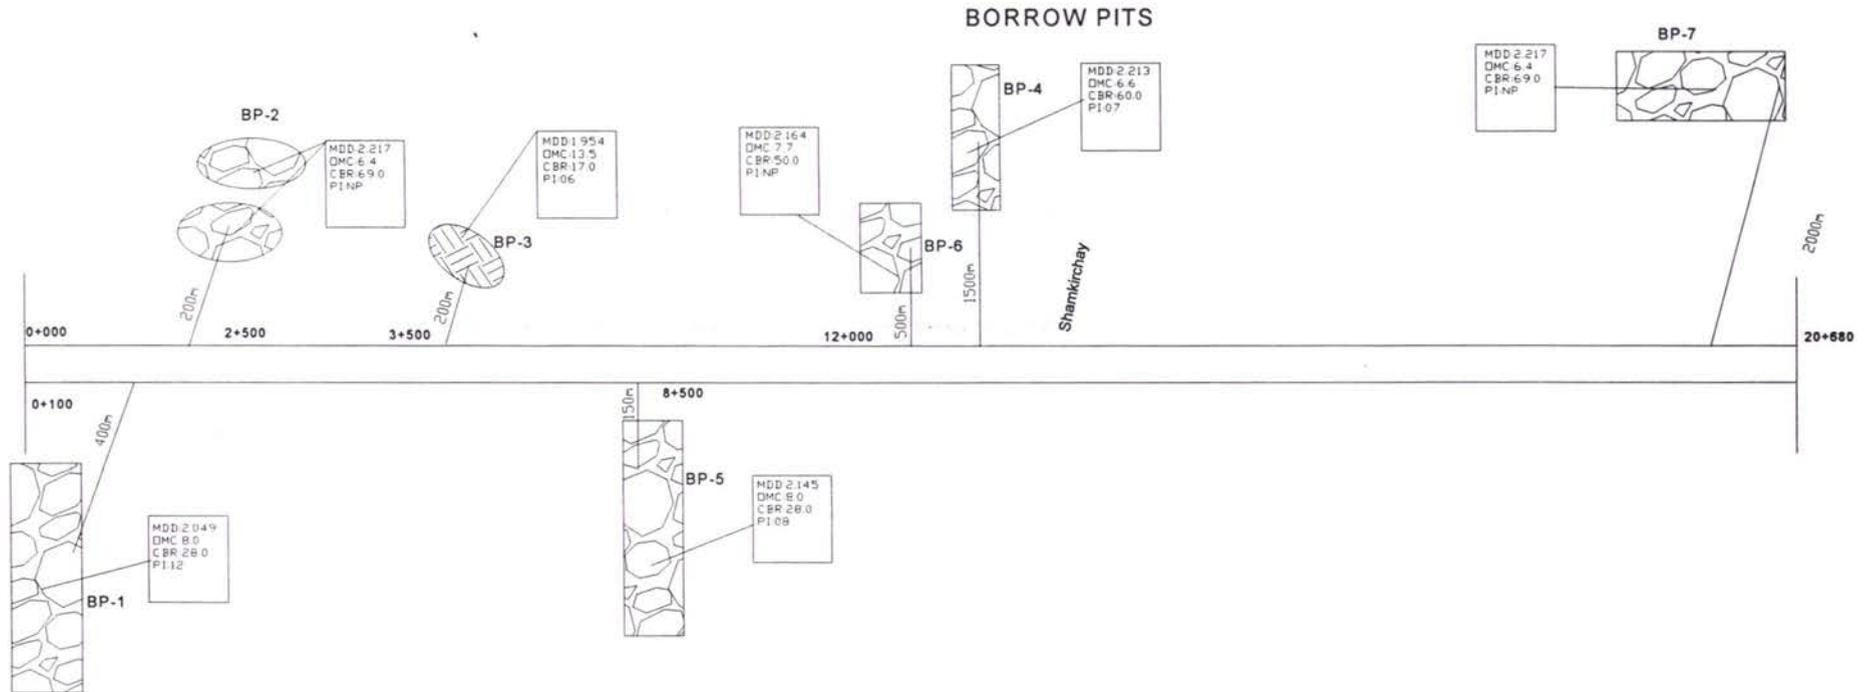 BORROW PITS
BP-7
MDD:2.217
OMC:6.4
CBR:69.0
PI:NP
BP-4
MDD:2.213
OMC:6.6
CBR:60.0
PI:07
BP-2
MDD:2.217
OMC:6.4
CBR:69.0
PI:NP
MDD:1.954
OMC:13.5
CBR:17.0
PI:06
BP-3
MDD:2.164
OMC:7.7
CBR:50.0
PI:NP
BP-6
200m
200m
500m
1500m
Shamkirchay
2000m
0+000
2+500
3+500
12+000
20+680
0+100
400m
150m
8+500
BP-5
MDD:2.145
OMC:8.0
CBR:28.0
PI:08
MDD:2.049
OMC:8.0
CBR:28.0
PI:12
BP-1